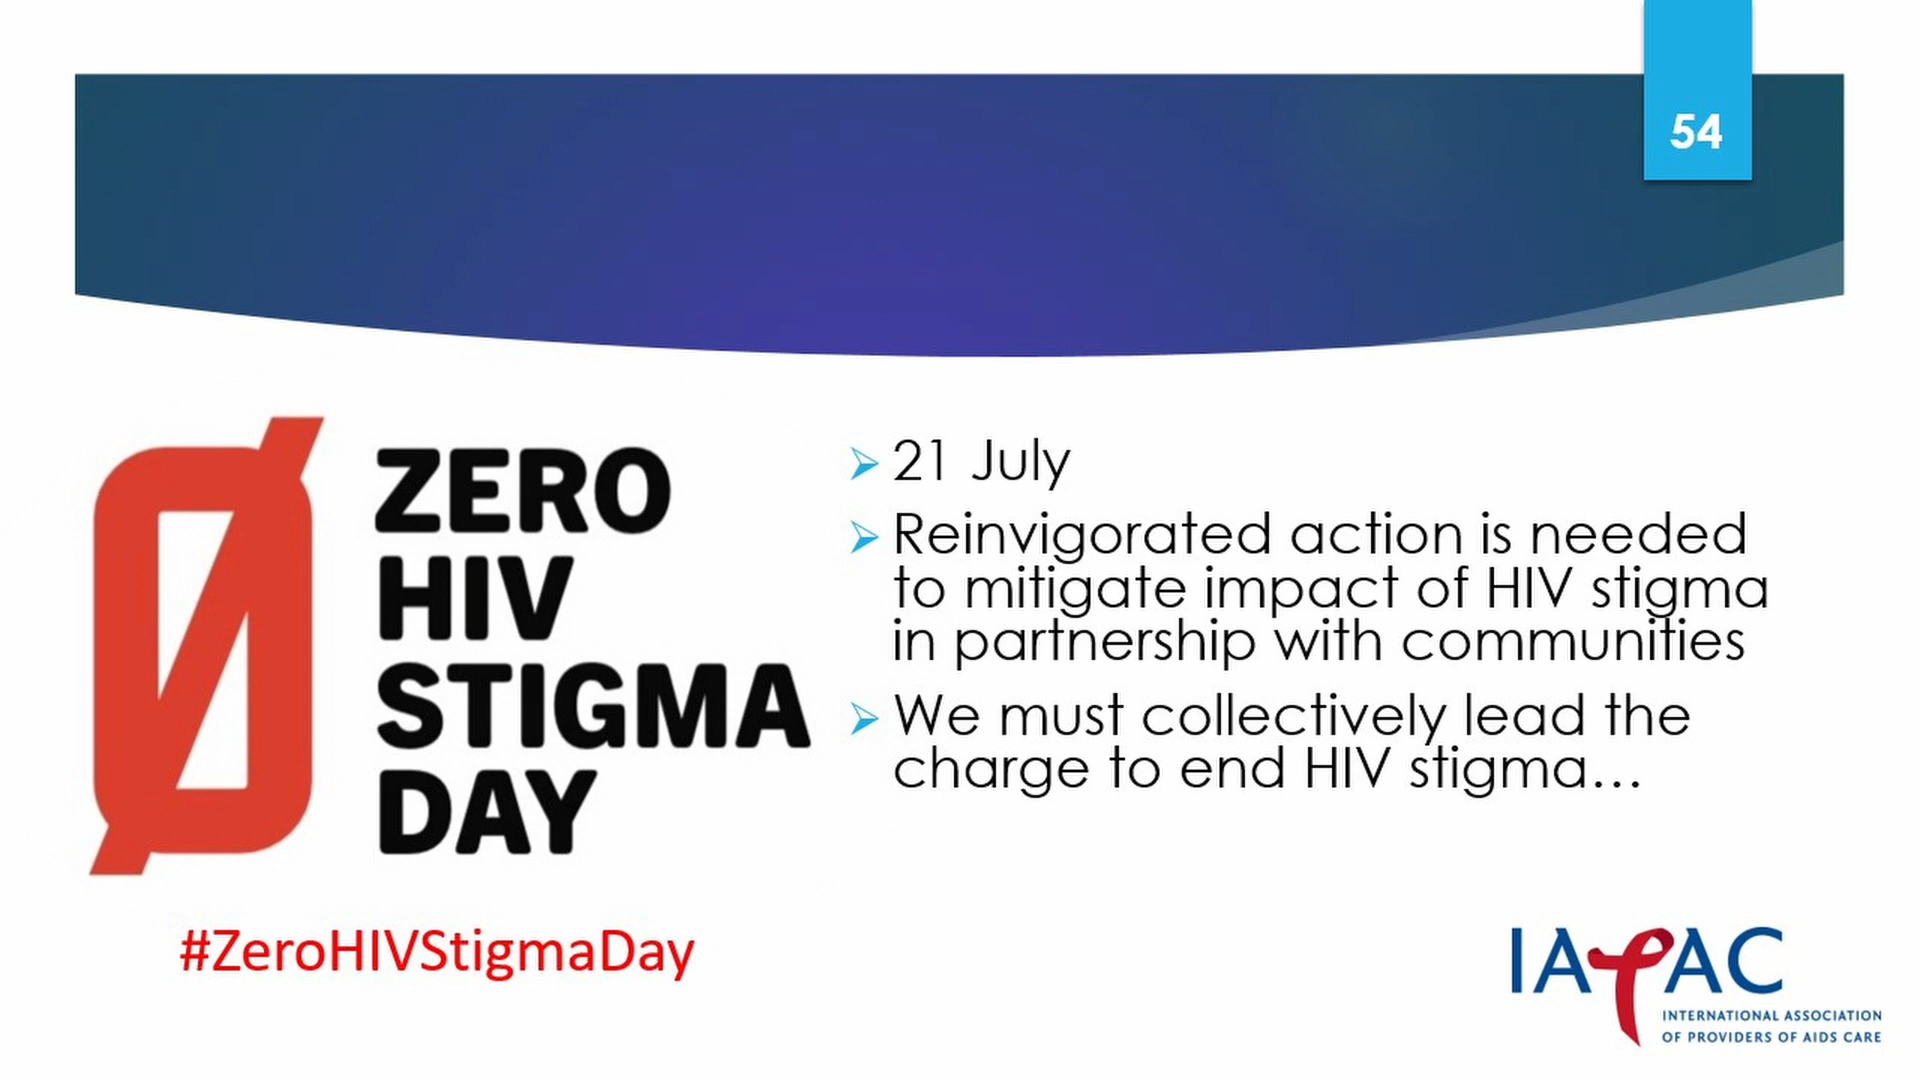 54
ZERO
HIV
STIGMA
DAY
#ZeroHIVStigmaDay
21 July
Reinvigorated action is needed
to mitigate impact of HIV stigma
in partnership with communities
We must collectively lead the
charge to end HIV stigma…
IAPAC
INTERNATIONAL ASSOCIATION
OF PROVIDERS OF AIDS CARE